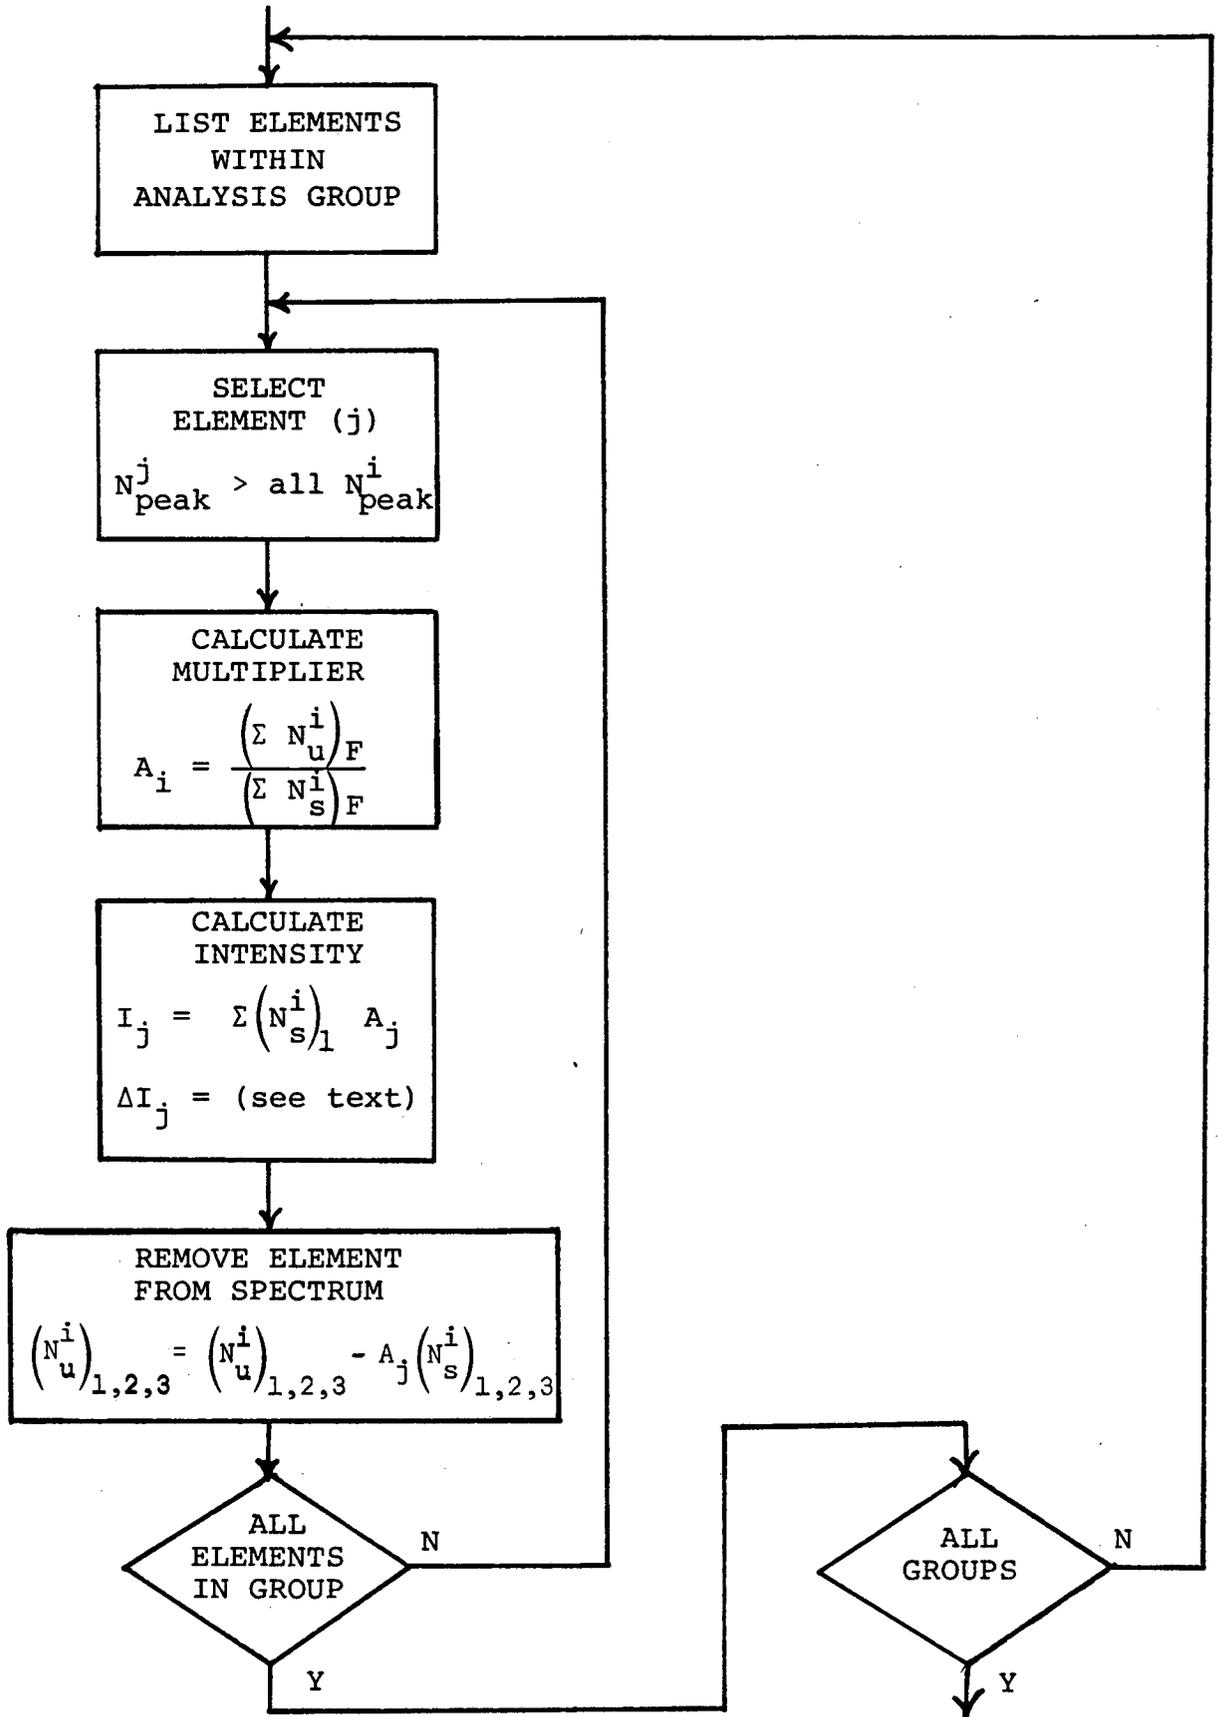 LIST ELEMENTS
WITHIN
ANALYSIS GROUP
SELECT
ELEMENT (j)
N^j_peak > all N^i_peak
CALCULATE
MULTIPLIER
A_i = (Σ N^i_u)_F / (Σ N^i_s)_F
CALCULATE
INTENSITY
I_j = Σ(N^i_s)_1 A_j
ΔI_j = (see text)
REMOVE ELEMENT
FROM SPECTRUM
(N^i_u)_1,2,3 = (N^i_u)_1,2,3 - A_j(N^i_s)_1,2,3
ALL
ELEMENTS
IN GROUP
N
Y
ALL
GROUPS
N
Y